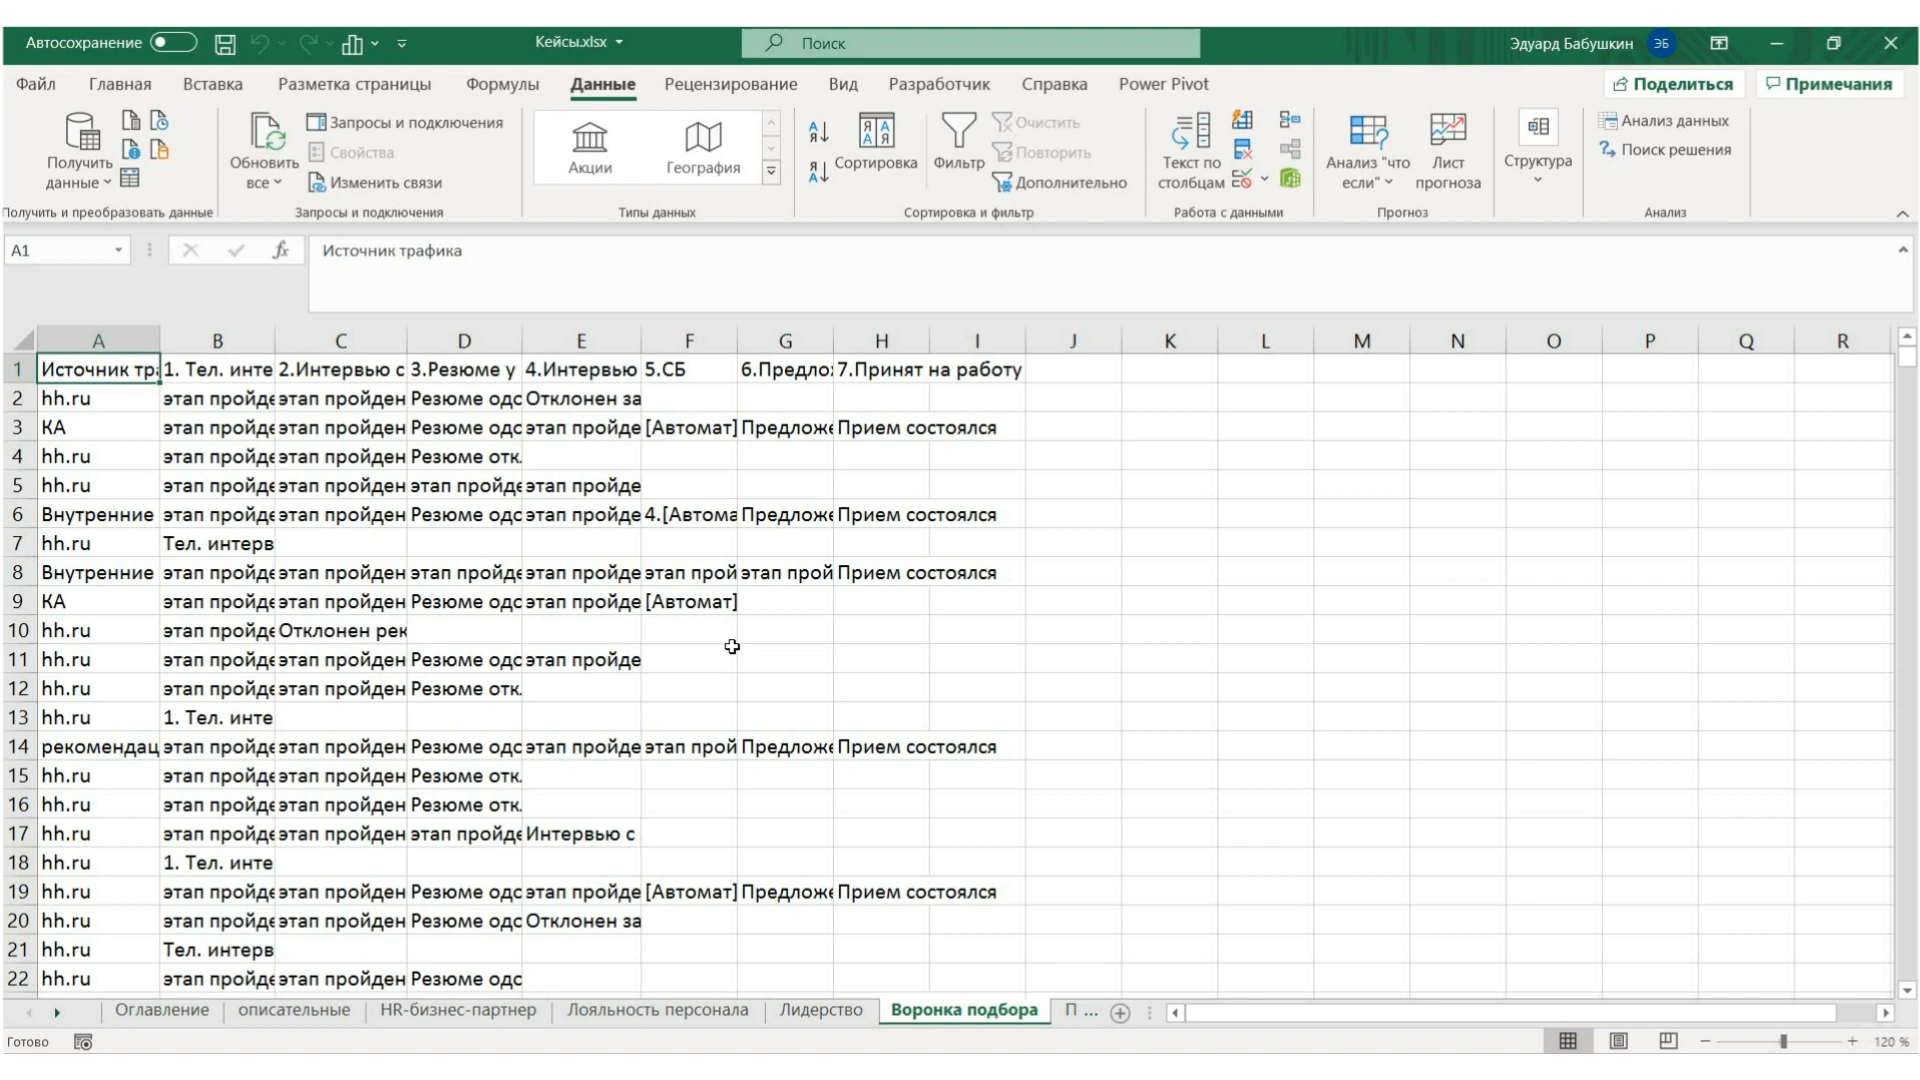 Автосохранение Кейсы.xlsx Поиск Эдуард Бабушкин ЭБ
Файл Главная Вставка Разметка страницы Формулы Данные Рецензирование Вид Разработчик Справка Power Pivot Поделиться Примечания
Получить данные
Обновить все
Запросы и подключения
Свойства
Изменить связи
Акции
География
Сортировка
Фильтр
Очистить
Повторить
Дополнительно
Текст по столбцам
Анализ "что если"
Лист прогноза
Структура
Анализ данных
Поиск решения
Получить и преобразовать данные Запросы и подключения Типы данных Сортировка и фильтр Работа с данными Прогноз Анализ
A1 fx Источник трафика
A B C D E F G H I J K L M N O P Q R
1 Источник тра 1. Тел. инте 2.Интервью с 3.Резюме у 4.Интервью 5.СБ 6.Предло 7.Принят на работу
2 hh.ru этап пройде этап пройден Резюме одо Отклонен за
3 КА этап пройде этап пройден Резюме одо этап пройде [Автомат] Предложе Прием состоялся
4 hh.ru этап пройде этап пройден Резюме отк
5 hh.ru этап пройде этап пройден этап пройде этап пройде
6 Внутренние этап пройде этап пройден Резюме одо этап пройде 4.[Автома Предложе Прием состоялся
7 hh.ru Тел. интерв
8 Внутренние этап пройде этап пройден этап пройде этап пройде этап прой этап прой Прием состоялся
9 КА этап пройде этап пройден Резюме одо этап пройде [Автомат]
10 hh.ru этап пройде Отклонен рек
11 hh.ru этап пройде этап пройден Резюме одо этап пройде
12 hh.ru этап пройде этап пройден Резюме отк
13 hh.ru 1. Тел. инте
14 рекомендац этап пройде этап пройден Резюме одо этап пройде этап прой Предложе Прием состоялся
15 hh.ru этап пройде этап пройден Резюме отк
16 hh.ru этап пройде этап пройден Резюме отк
17 hh.ru этап пройде этап пройден этап пройде Интервью с
18 hh.ru 1. Тел. инте
19 hh.ru этап пройде этап пройден Резюме одо этап пройде [Автомат] Предложе Прием состоялся
20 hh.ru этап пройде этап пройден Резюме одо Отклонен за
21 hh.ru Тел. интерв
22 hh.ru этап пройде этап пройден Резюме одо
Оглавление описательные HR-бизнес-партнер Лояльность персонала Лидерство Воронка подбора П ...
Готово 120 %